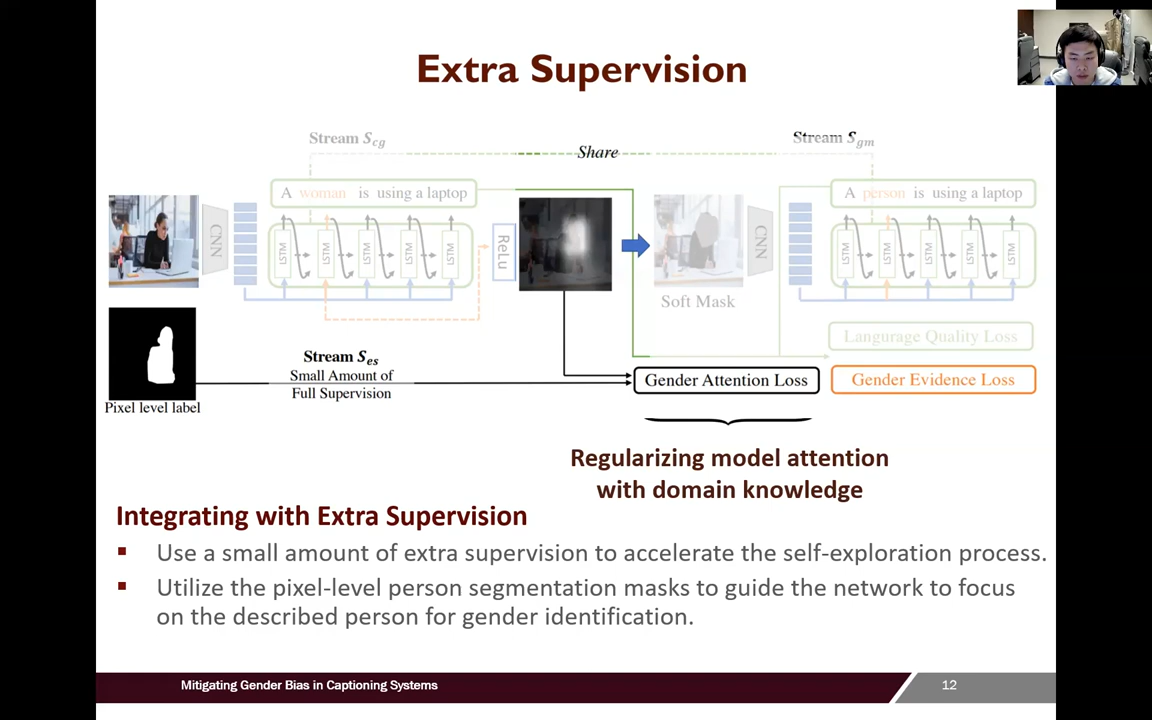 Extra Supervision
Stream S_cg
Share
Stream S_gm
A woman is using a laptop
A person is using a laptop
CNN
LSTM
LSTM
LSTM
LSTM
LSTM
ReLu
CNN
LSTM
LSTM
LSTM
LSTM
LSTM
Soft Mask
Langurage Quality Loss
Stream S_es
Small Amount of
Full Supervision
Gender Attention Loss
Gender Evidence Loss
Pixel level label
Regularizing model attention
with domain knowledge
Integrating with Extra Supervision
▪ Use a small amount of extra supervision to accelerate the self-exploration process.
▪ Utilize the pixel-level person segmentation masks to guide the network to focus
on the described person for gender identification.
Mitigating Gender Bias in Captioning Systems
12